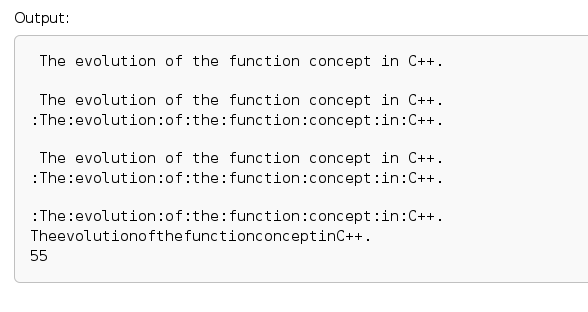 Output:
The evolution of the function concept in C++.
The evolution of the function concept in C++.
:The:evolution:of:the:function:concept:in:C++.
The evolution of the function concept in C++.
:The:evolution:of:the:function:concept:in:C++.
:The:evolution:of:the:function:concept:in:C++.
TheevolutionofthefunctionconceptinC++.
55